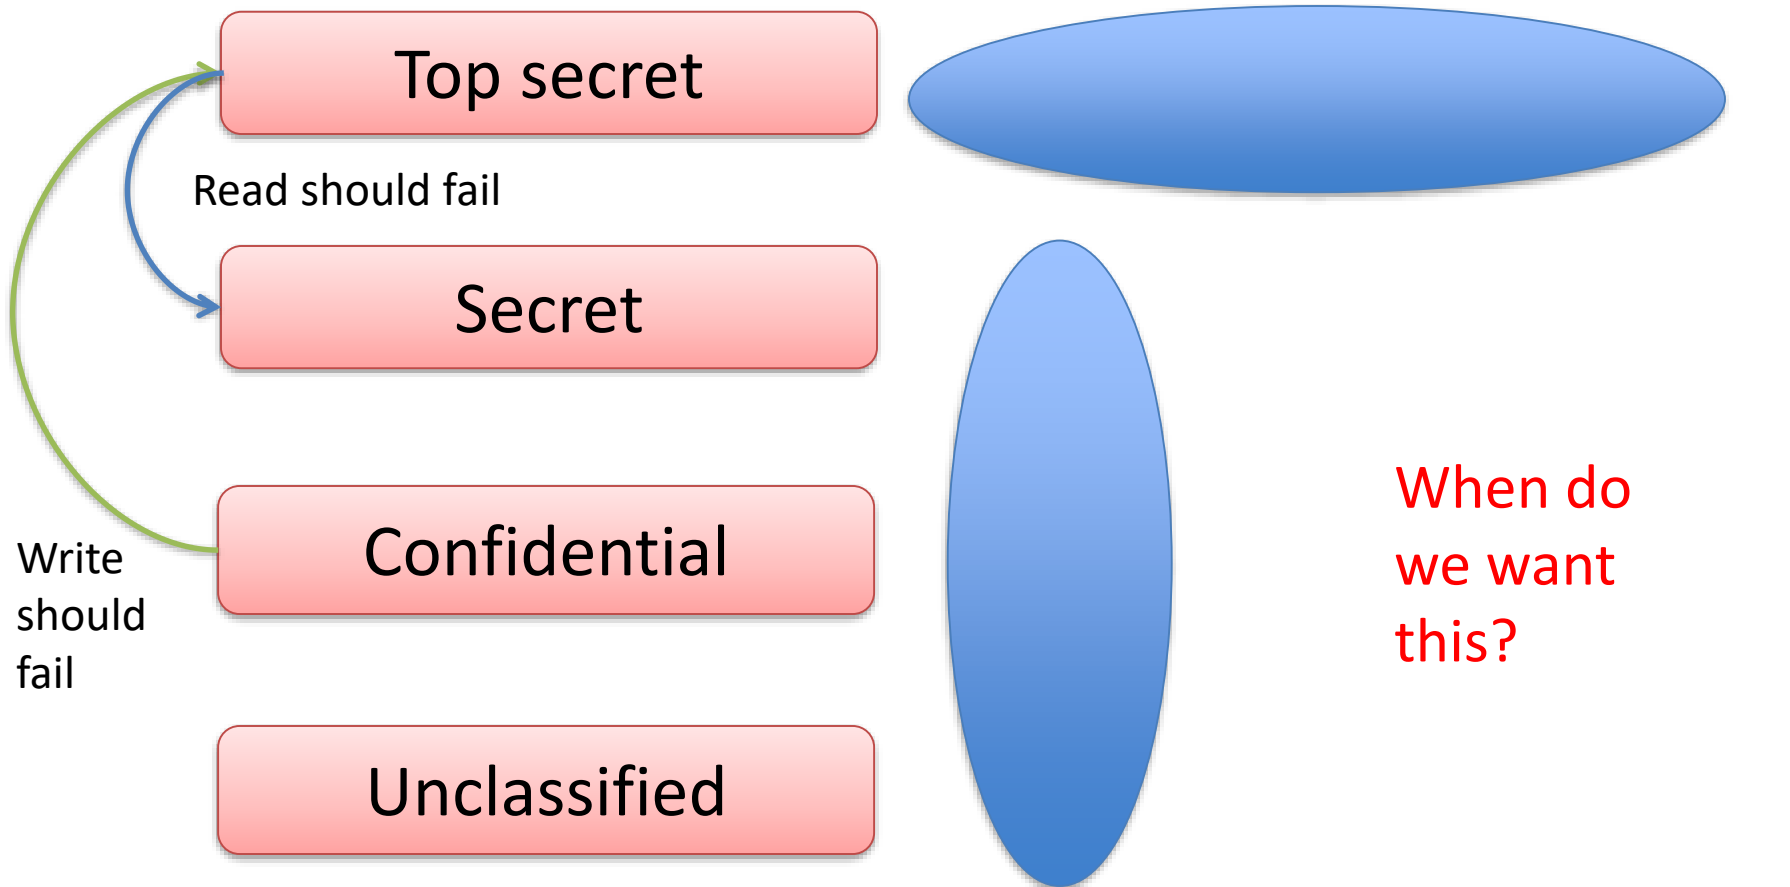 Top secret
Read should fail
Secret
Confidential
Write
should
fail
Unclassified
When do
we want
this?